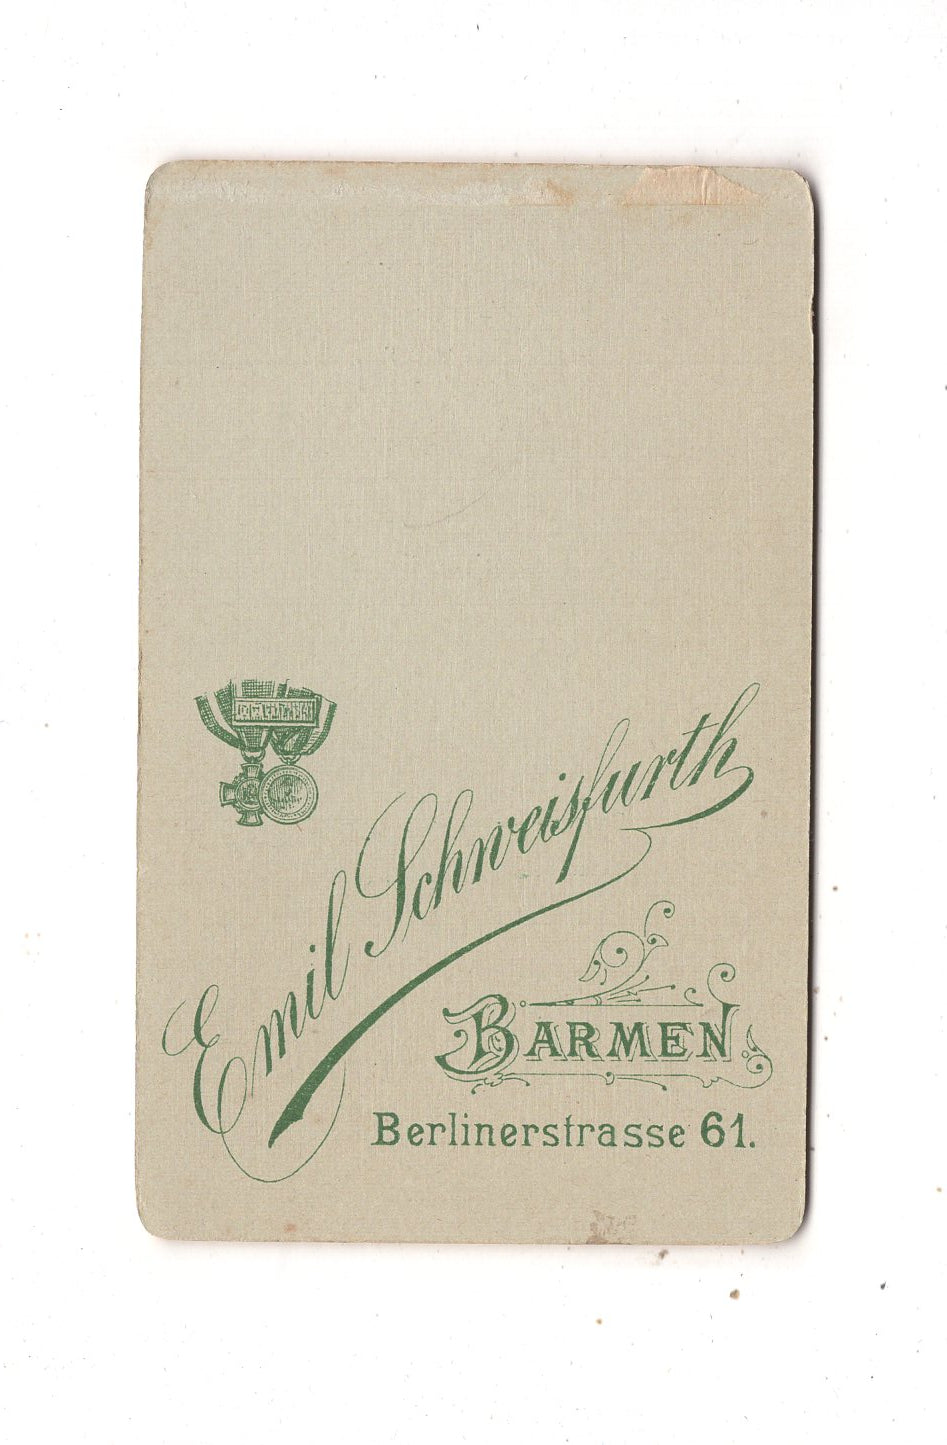 Emil Schweisfurth
BARMEN.
Berlinerstrasse 61.